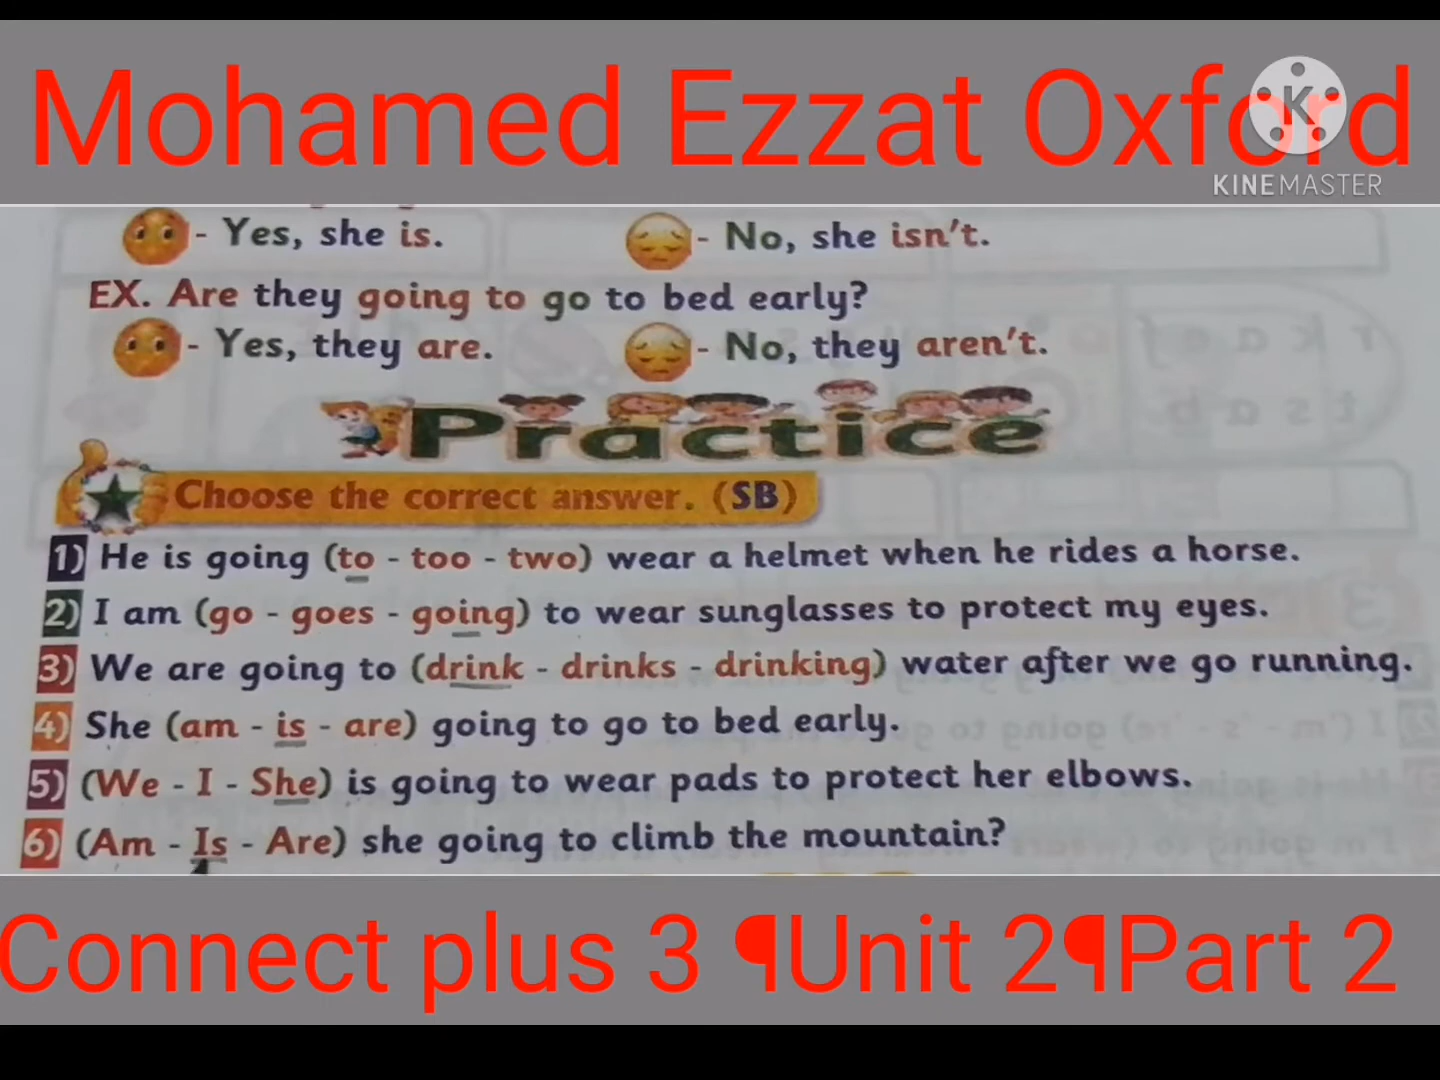 Mohamed Ezzat Oxford
KINEMASTER
- Yes, she is. - No, she isn't.
EX. Are they going to go to bed early?
- Yes, they are. - No, they aren't.
Practice
Choose the correct answer. (SB)
1) He is going (to - too - two) wear a helmet when he rides a horse.
2) I am (go - goes - going) to wear sunglasses to protect my eyes.
3) We are going to (drink - drinks - drinking) water after we go running.
4) She (am - is - are) going to go to bed early.
5) (We - I - She) is going to wear pads to protect her elbows.
6) (Am - Is - Are) she going to climb the mountain?
Connect plus 3 ¶Unit 2¶Part 2